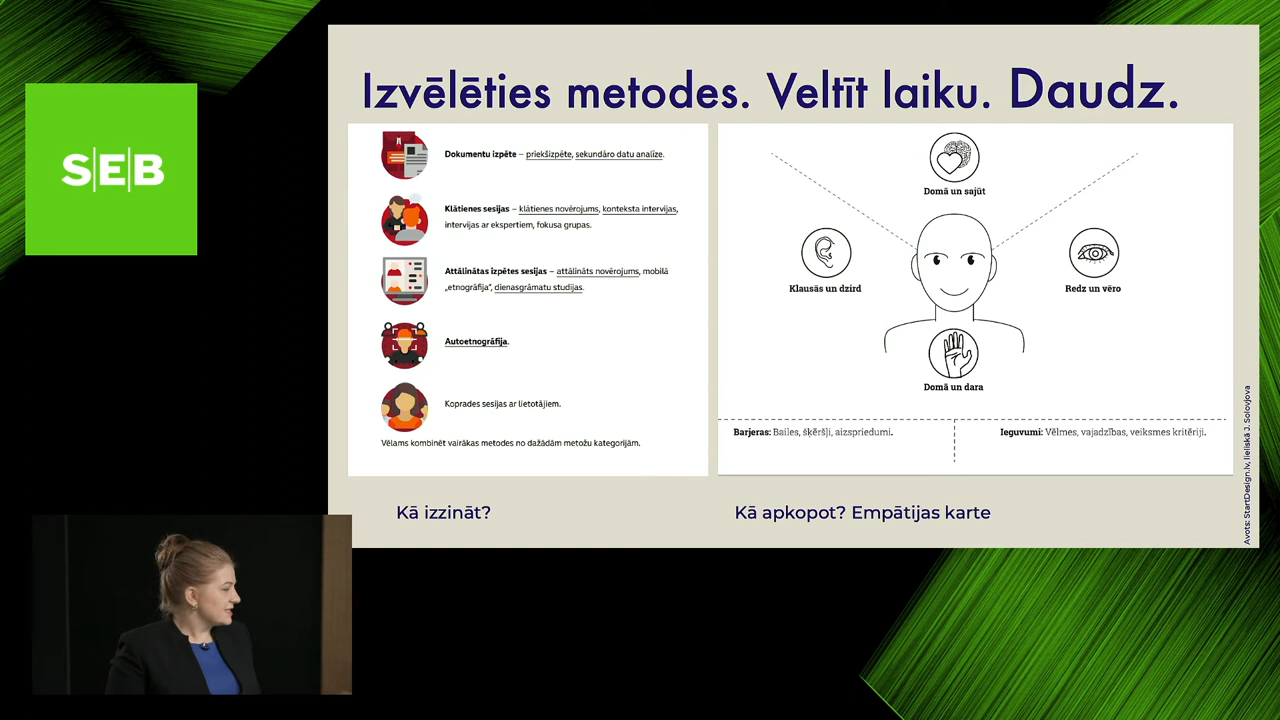 SEB
Izvēlēties metodes. Veltīt laiku. Daudz.
Dokumentu izpēte – priekšizpēte, sekundāro datu analīze.
Klātienes sesijas – klātienes novērojums, konteksta intervijas,
intervijas ar ekspertiem, fokusa grupas.
Attālinātas izpētes sesijas – attālināts novērojums, mobilā
„etnogrāfija”, dienasgrāmatu studijas.
Autoetnogrāfija.
Koprades sesijas ar lietotājiem.
Vēlams kombinēt vairākas metodes no dažādām metožu kategorijām.
Domā un sajūt
Klausās un dzird
Redz un vēro
Domā un dara
Barjeras: Bailes, šķēršļi, aizspriedumi.
Ieguvumi: Vēlmes, vajadzības, veiksmes kritēriji.
Kā izzināt?
Kā apkopot? Empātijas karte
Avots: StartDesign.lv, lieliskā J. Solovjova